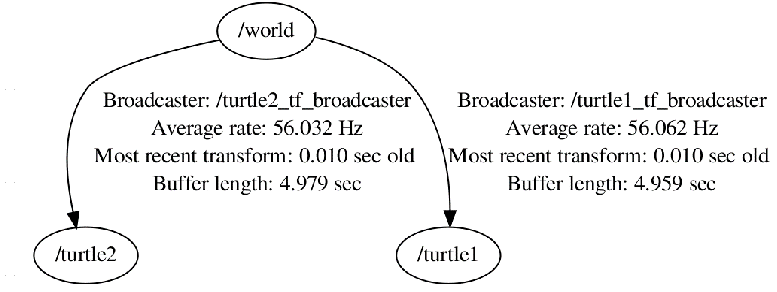 /world
Broadcaster: /turtle2_tf_broadcaster
Average rate: 56.032 Hz
Most recent transform: 0.010 sec old
Buffer length: 4.979 sec
Broadcaster: /turtle1_tf_broadcaster
Average rate: 56.062 Hz
Most recent transform: 0.010 sec old
Buffer length: 4.959 sec
/turtle2
/turtle1